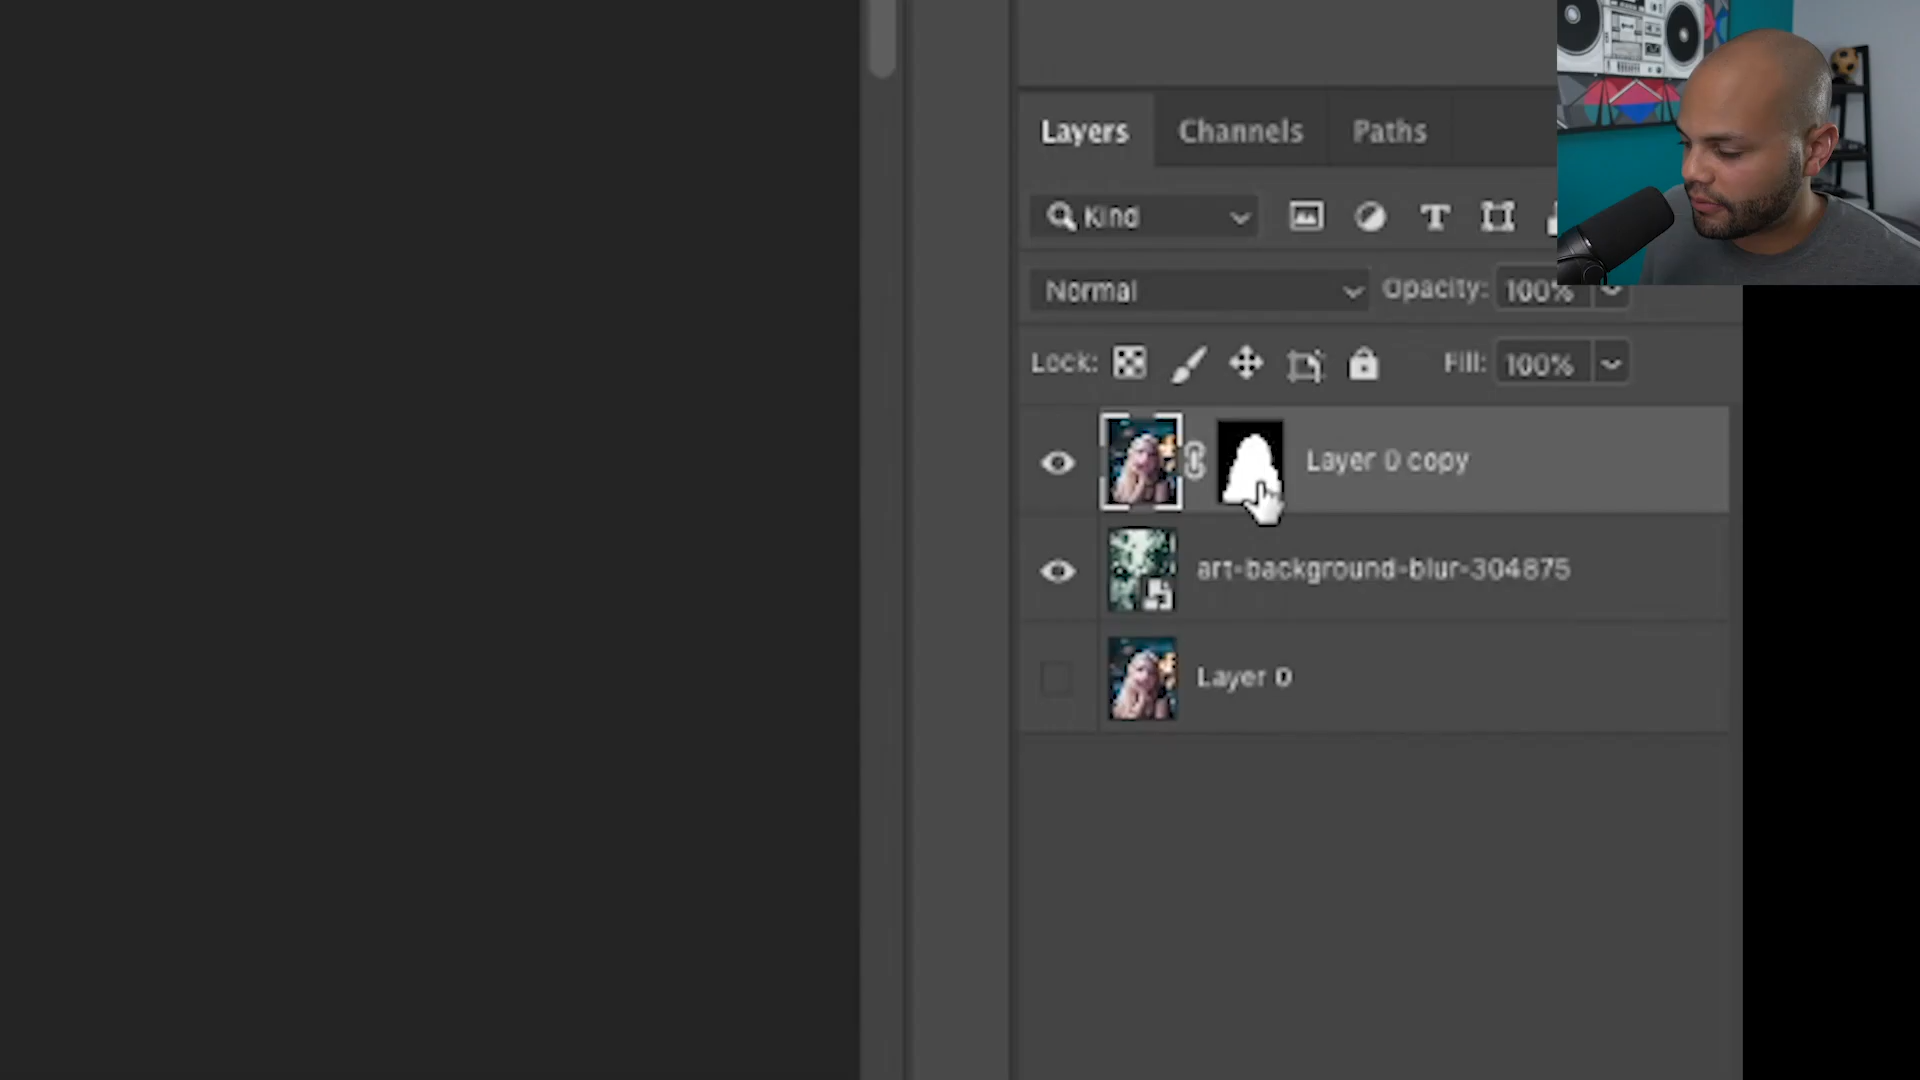 Layers Channels Paths
Kind
Normal Opacity: 100%
Lock: Fill: 100%
Layer 0 copy
art-background-blur-304875
Layer 0